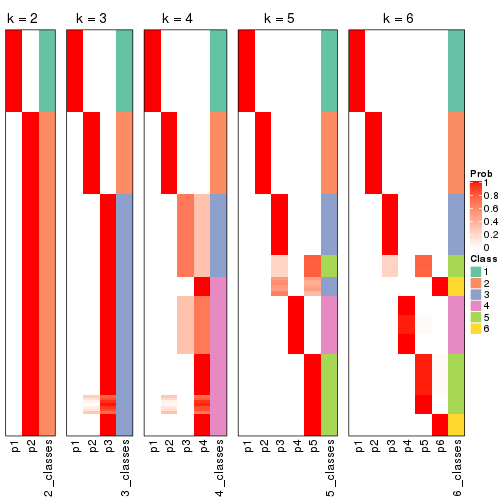 k = 2
k = 3
k = 4
k = 5
k = 6
Prob
1
0.8
0.6
0.4
0.2
0
Class
1
2
3
4
5
6
p1
p2
2_classes
p1
p2
p3
3_classes
p1
p2
p3
p4
4_classes
p1
p2
p3
p4
p5
5_classes
p1
p2
p3
p4
p5
p6
6_classes